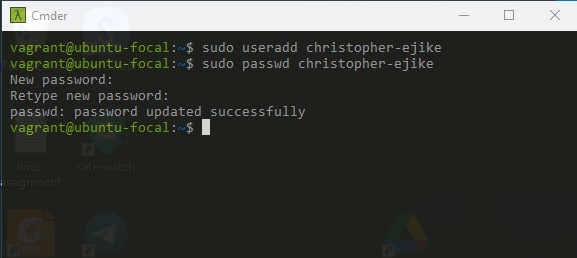 Cmder
vagrant@ubuntu-focal:~$ sudo useradd christopher-ejike
vagrant@ubuntu-focal:~$ sudo passwd christopher-ejike
New password:
Retype new password:
passwd: password updated successfully
vagrant@ubuntu-focal:~$
linux
assignment
safe-watch